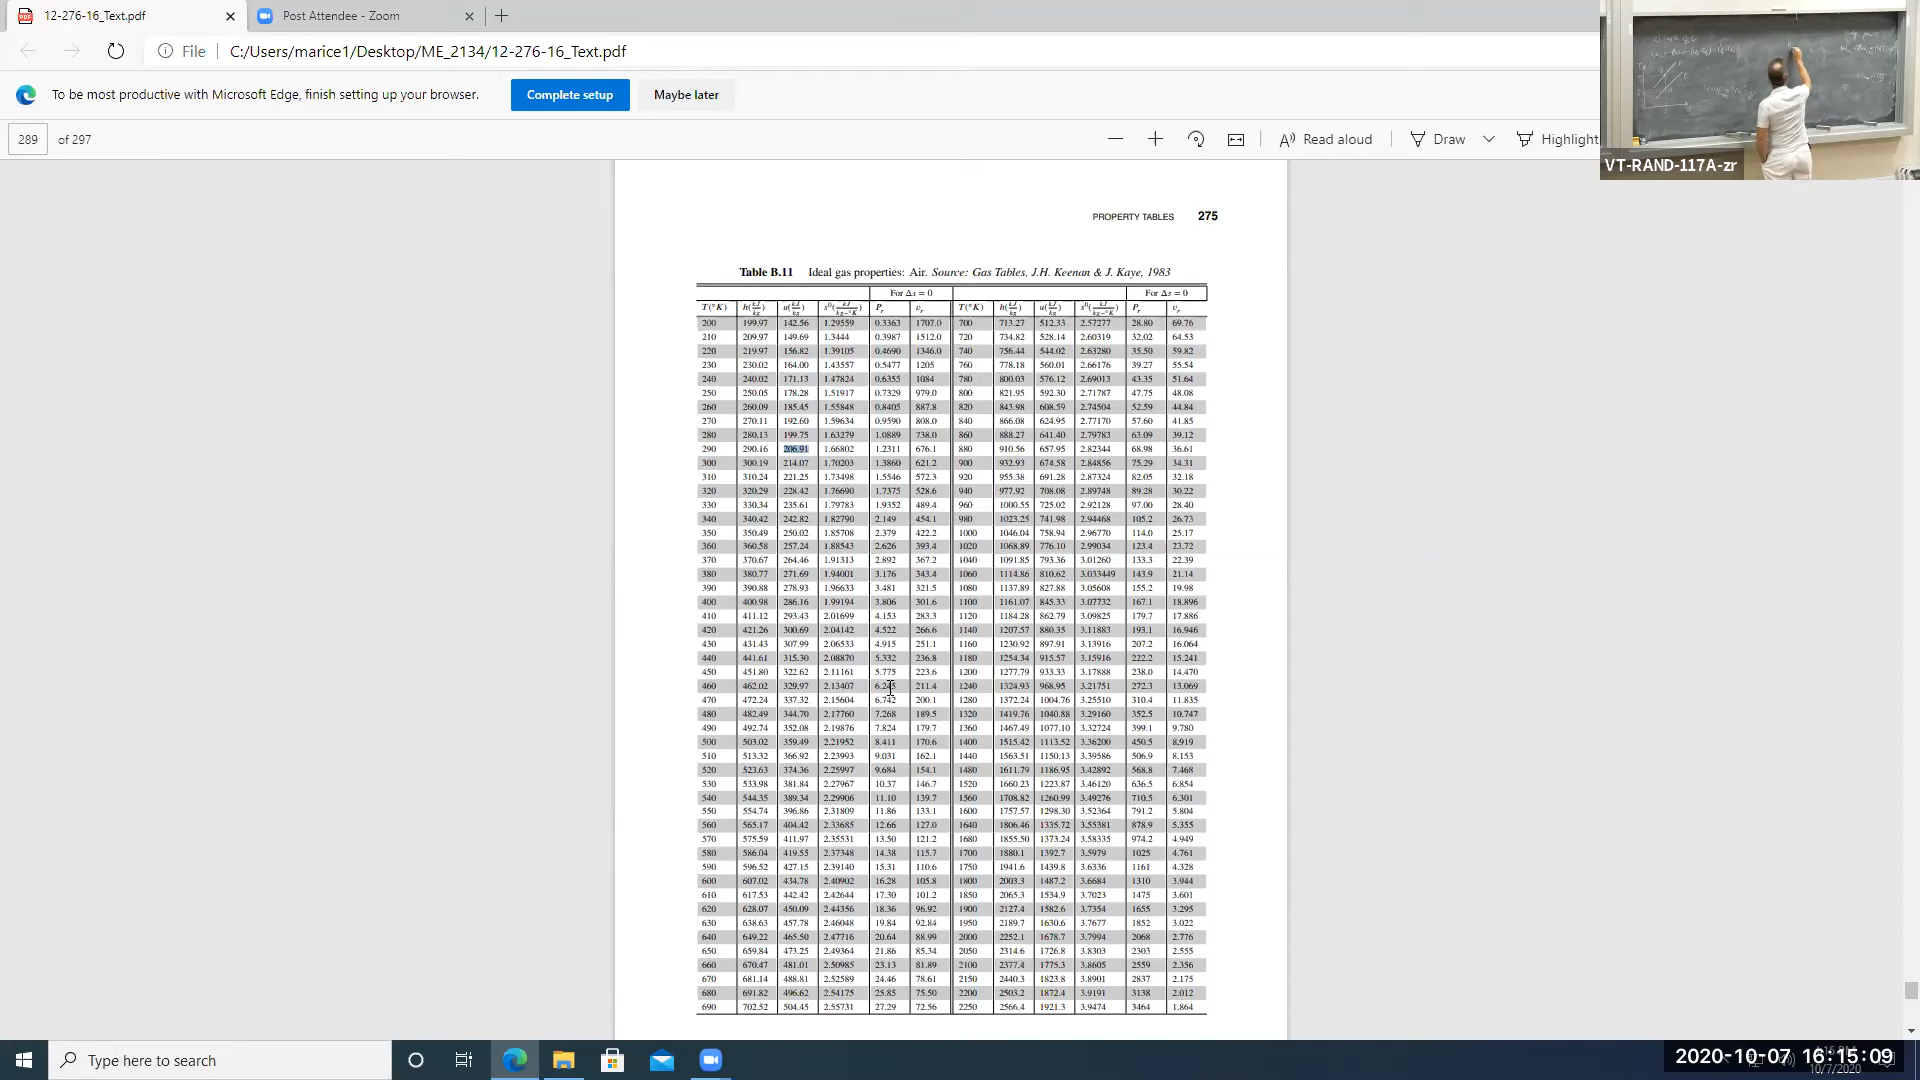 12-276-16_Text.pdf
Post Attendee - Zoom
File
C:/Users/marice1/Desktop/ME_2134/12-276-16_Text.pdf
To be most productive with Microsoft Edge, finish setting up your browser.
Complete setup
Maybe later
289 of 297
Read aloud
Draw
Highlight
VT-RAND-117A-zr
PROPERTY TABLES 275
Table B.11 Ideal gas properties: Air. Source: Gas Tables, J.H. Keenan & J. Kaye, 1983
For Δs = 0 For Δs = 0
T(°K) h(kJ/kg) u(kJ/kg) s⁰(kJ/kg-°K) Pr vr T(°K) h(kJ/kg) u(kJ/kg) s⁰(kJ/kg-°K) Pr vr
200 199.97 142.56 1.29559 0.3363 1707.0 700 713.27 512.33 2.57277 28.80 69.76
210 209.97 149.69 1.3444 0.3987 1512.0 720 734.82 528.14 2.60319 32.02 64.53
220 219.97 156.82 1.39105 0.4690 1346.0 740 756.44 544.02 2.63280 35.50 59.82
230 230.02 164.00 1.43557 0.5477 1205 760 778.18 560.01 2.66176 39.27 55.54
240 240.02 171.13 1.47824 0.6355 1084 780 800.03 576.12 2.69013 43.35 51.64
250 250.05 178.28 1.51917 0.7329 979.0 800 821.95 592.30 2.71787 47.75 48.08
260 260.09 185.45 1.55848 0.8405 887.8 820 843.98 608.59 2.74504 52.59 44.84
270 270.11 192.60 1.59634 0.9590 808.0 840 866.08 624.95 2.77170 57.60 41.85
280 280.13 199.75 1.63279 1.0889 738.0 860 888.27 641.40 2.79783 63.09 39.12
290 290.16 206.91 1.66802 1.2311 676.1 880 910.56 657.95 2.82344 68.98 36.61
300 300.19 214.07 1.70203 1.3860 621.2 900 932.93 674.58 2.84856 75.29 34.31
310 310.24 221.25 1.73498 1.5546 572.3 920 955.38 691.28 2.87324 82.05 32.18
320 320.29 228.42 1.76690 1.7375 528.6 940 977.92 708.08 2.89748 89.28 30.22
330 330.34 235.61 1.79783 1.9352 489.4 960 1000.55 725.02 2.92128 97.00 28.40
340 340.42 242.82 1.82790 2.149 454.1 980 1023.25 741.98 2.94468 105.2 26.73
350 350.49 250.02 1.85708 2.379 422.2 1000 1046.04 758.94 2.96770 114.0 25.17
360 360.58 257.24 1.88543 2.626 393.4 1020 1068.89 776.10 2.99034 123.4 23.72
370 370.67 264.46 1.91313 2.892 367.2 1040 1091.85 793.36 3.01260 133.3 22.39
380 380.77 271.69 1.94001 3.176 343.4 1060 1114.86 810.62 3.033449 143.9 21.14
390 390.88 278.93 1.96633 3.481 321.5 1080 1137.89 827.88 3.05608 155.2 19.98
400 400.98 286.16 1.99194 3.806 301.6 1100 1161.07 845.33 3.07732 167.1 18.896
410 411.12 293.43 2.01699 4.153 283.3 1120 1184.28 862.79 3.09825 179.7 17.886
420 421.26 300.69 2.04142 4.522 266.6 1140 1207.57 880.35 3.11883 193.1 16.946
430 431.43 307.99 2.06533 4.915 251.1 1160 1230.92 897.91 3.13916 207.2 16.064
440 441.61 315.30 2.08870 5.332 236.8 1180 1254.34 915.57 3.15916 222.2 15.241
450 451.80 322.62 2.11161 5.775 223.6 1200 1277.79 933.33 3.17888 238.0 14.470
460 462.02 329.97 2.13407 6.245 211.4 1240 1324.93 968.95 3.21751 272.3 13.069
470 472.24 337.32 2.15604 6.742 200.1 1280 1372.24 1004.76 3.25510 310.4 11.835
480 482.49 344.70 2.17760 7.268 189.5 1320 1419.76 1040.88 3.29160 352.5 10.747
490 492.74 352.08 2.19876 7.824 179.7 1360 1467.49 1077.10 3.32724 399.1 9.780
500 503.02 359.49 2.21952 8.411 170.6 1400 1515.42 1113.52 3.36200 450.5 8.919
510 513.32 366.92 2.23993 9.031 162.1 1440 1563.51 1150.13 3.39586 506.9 8.153
520 523.63 374.36 2.25997 9.684 154.1 1480 1611.79 1186.95 3.42892 568.8 7.468
530 533.98 381.84 2.27967 10.37 146.7 1520 1660.23 1223.87 3.46120 636.5 6.854
540 544.35 389.34 2.29906 11.10 139.7 1560 1708.82 1260.99 3.49276 710.5 6.301
550 554.74 396.86 2.31809 11.86 133.1 1600 1757.57 1298.30 3.52364 791.2 5.804
560 565.17 404.42 2.33685 12.66 127.0 1640 1806.46 1335.72 3.55381 878.9 5.355
570 575.59 411.97 2.35531 13.50 121.2 1680 1855.50 1373.24 3.58335 974.2 4.949
580 586.04 419.55 2.37348 14.38 115.7 1700 1880.1 1392.7 3.5979 1025 4.761
590 596.52 427.15 2.39140 15.31 110.6 1750 1941.6 1439.8 3.6336 1161 4.328
600 607.02 434.78 2.40902 16.28 105.8 1800 2003.3 1487.2 3.6684 1310 3.944
610 617.53 442.42 2.42644 17.30 101.2 1850 2065.3 1534.9 3.7023 1475 3.601
620 628.07 450.09 2.44356 18.36 96.92 1900 2127.4 1582.6 3.7354 1655 3.295
630 638.63 457.78 2.46048 19.84 92.84 1950 2189.7 1630.6 3.7677 1852 3.022
640 649.22 465.50 2.47716 20.64 88.99 2000 2252.1 1678.7 3.7994 2068 2.776
650 659.84 473.25 2.49364 21.86 85.34 2050 2314.6 1726.8 3.8303 2303 2.555
660 670.47 481.01 2.50985 23.13 81.89 2100 2377.4 1775.3 3.8605 2559 2.356
670 681.14 488.81 2.52589 24.46 78.61 2150 2440.3 1823.8 3.8901 2837 2.175
680 691.82 496.62 2.54175 25.85 75.50 2200 2503.2 1872.4 3.9191 3138 2.012
690 702.52 504.45 2.55731 27.29 72.56 2250 2566.4 1921.3 3.9474 3464 1.864
Type here to search
2020-10-07 16:15:09
10/7/2020